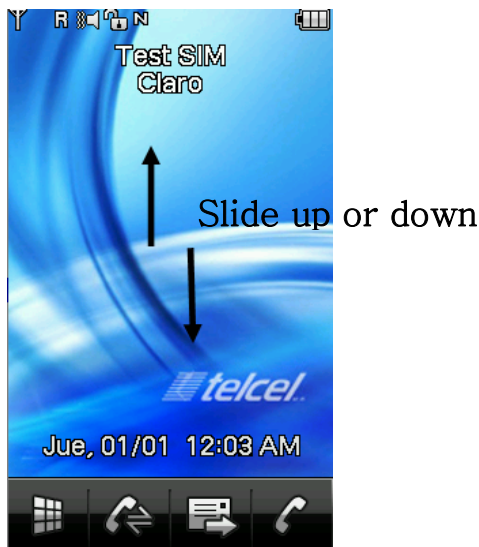 R N
Test SIM
Claro
Slide up or down
telcel
Jue, 01/01 12:03 AM